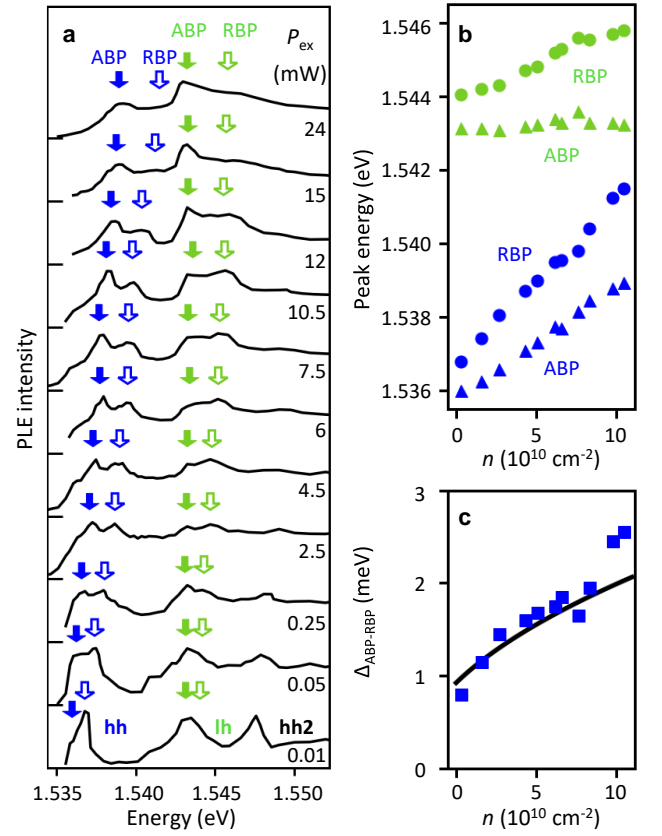 a
ABP RBP
P_ex
ABP RBP
(mW)
24
15
12
10.5
7.5
6
4.5
2.5
0.25
0.05
hh lh hh2
0.01
1.535 1.540 1.545 1.550
Energy (eV)
PLE intensity
b
1.546
1.544
1.542
1.540
1.538
1.536
Peak energy (eV)
RBP
ABP
RBP
ABP
0 5 10
n (10^10 cm^-2)
c
3
2
1
0
Δ_ABP-RBP (meV)
0 5 10
n (10^10 cm^-2)